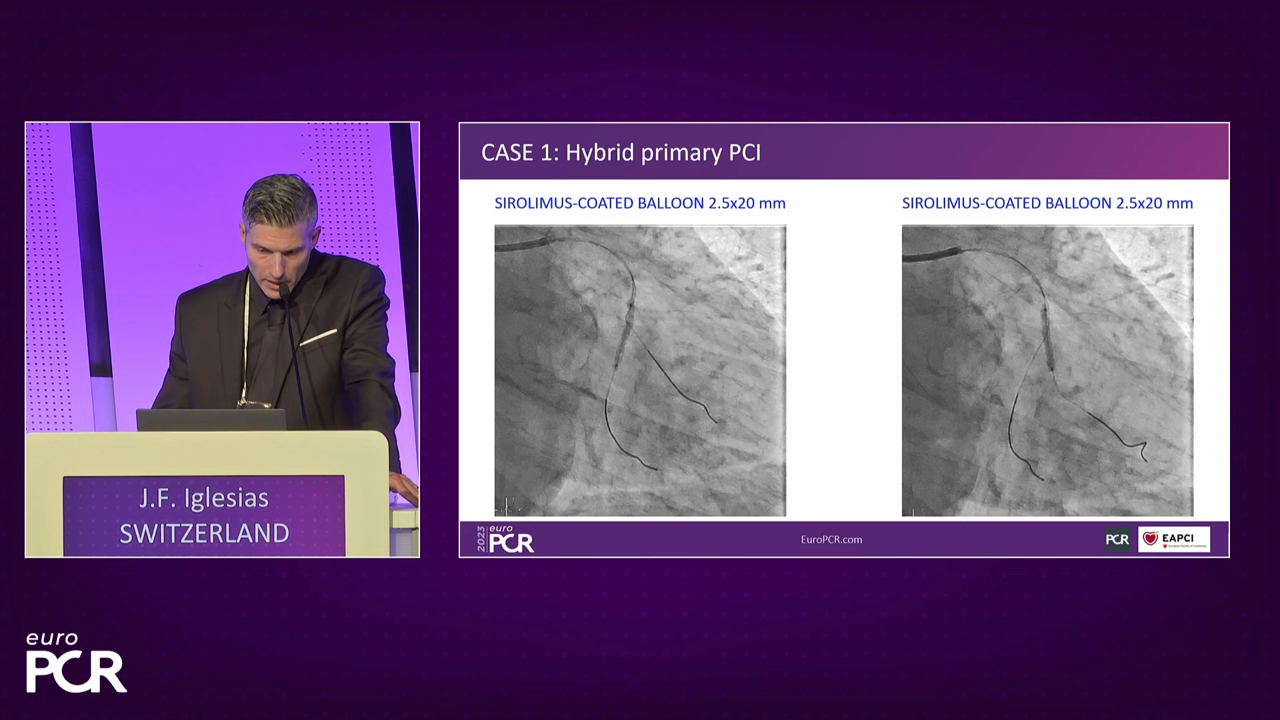 J.F. Iglesias
SWITZERLAND
CASE 1: Hybrid primary PCI
SIROLIMUS-COATED BALLOON 2.5x20 mm
SIROLIMUS-COATED BALLOON 2.5x20 mm
2023
euro
PCR
EuroPCR.com
PCR
EAPCI
euro
PCR